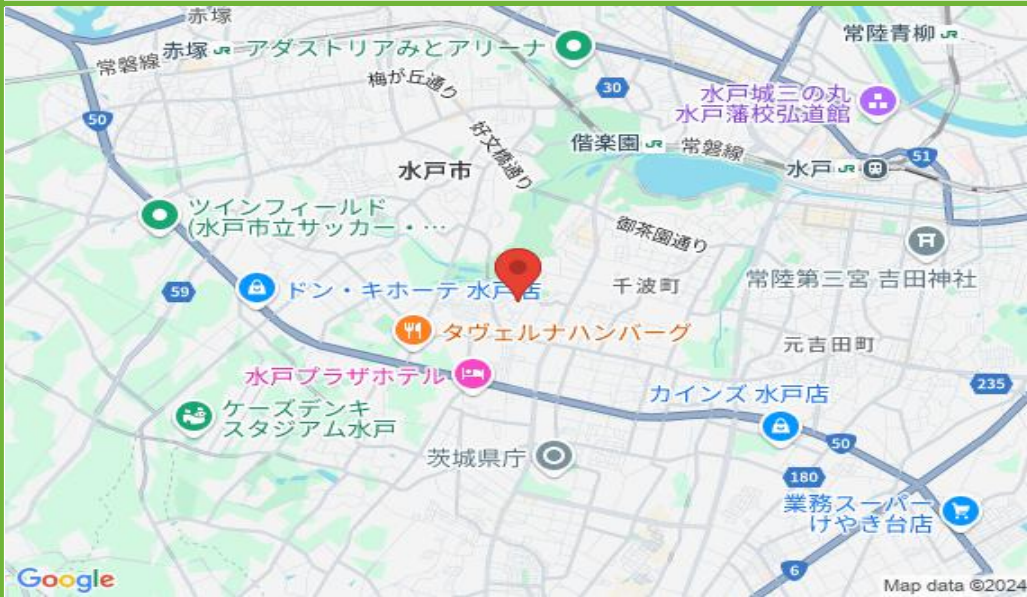 赤塚
赤塚 JR
アダストリアみとアリーナ
常陸青柳 JR
常磐線
梅が丘通り
30
水戸城三の丸
水戸藩校弘道館
50
好文橋通り
偕楽園 JR
常磐線
水戸市
水戸 JR
51
ツインフィールド
(水戸市立サッカー・…
御茶園通り
59
ドン・キホーテ 水戸店
千波町
常陸第三宮 吉田神社
タヴェルナハンバーグ
元吉田町
水戸プラザホテル
235
カインズ 水戸店
ケーズデンキ
スタジアム水戸
茨城県庁
50
180
業務スーパー
けやき台店
6
Google
Map data ©2024